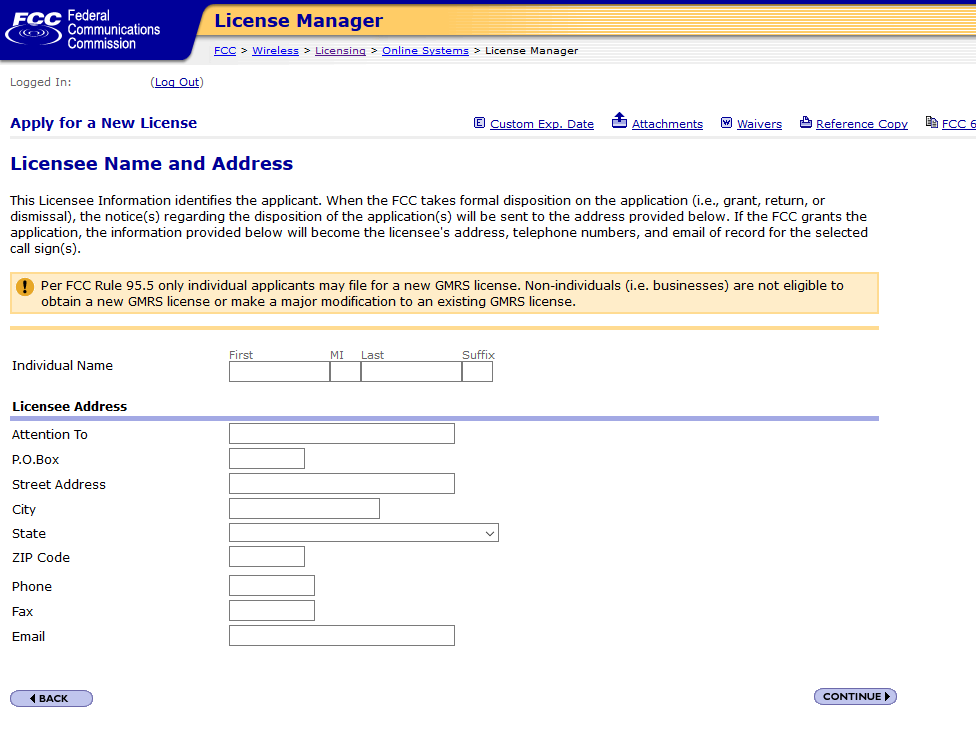 FCC Federal Communications Commission
License Manager
FCC > Wireless > Licensing > Online Systems > License Manager
Logged In: (Log Out)
Apply for a New License
E Custom Exp. Date Attachments W Waivers Reference Copy FCC 6
Licensee Name and Address
This Licensee Information identifies the applicant. When the FCC takes formal disposition on the application (i.e., grant, return, or
dismissal), the notice(s) regarding the disposition of the application(s) will be sent to the address provided below. If the FCC grants the
application, the information provided below will become the licensee's address, telephone numbers, and email of record for the selected
call sign(s).
! Per FCC Rule 95.5 only individual applicants may file for a new GMRS license. Non-individuals (i.e. businesses) are not eligible to
obtain a new GMRS license or make a major modification to an existing GMRS license.
First MI Last Suffix
Individual Name
Licensee Address
Attention To
P.O.Box
Street Address
City
State
ZIP Code
Phone
Fax
Email
BACK
CONTINUE